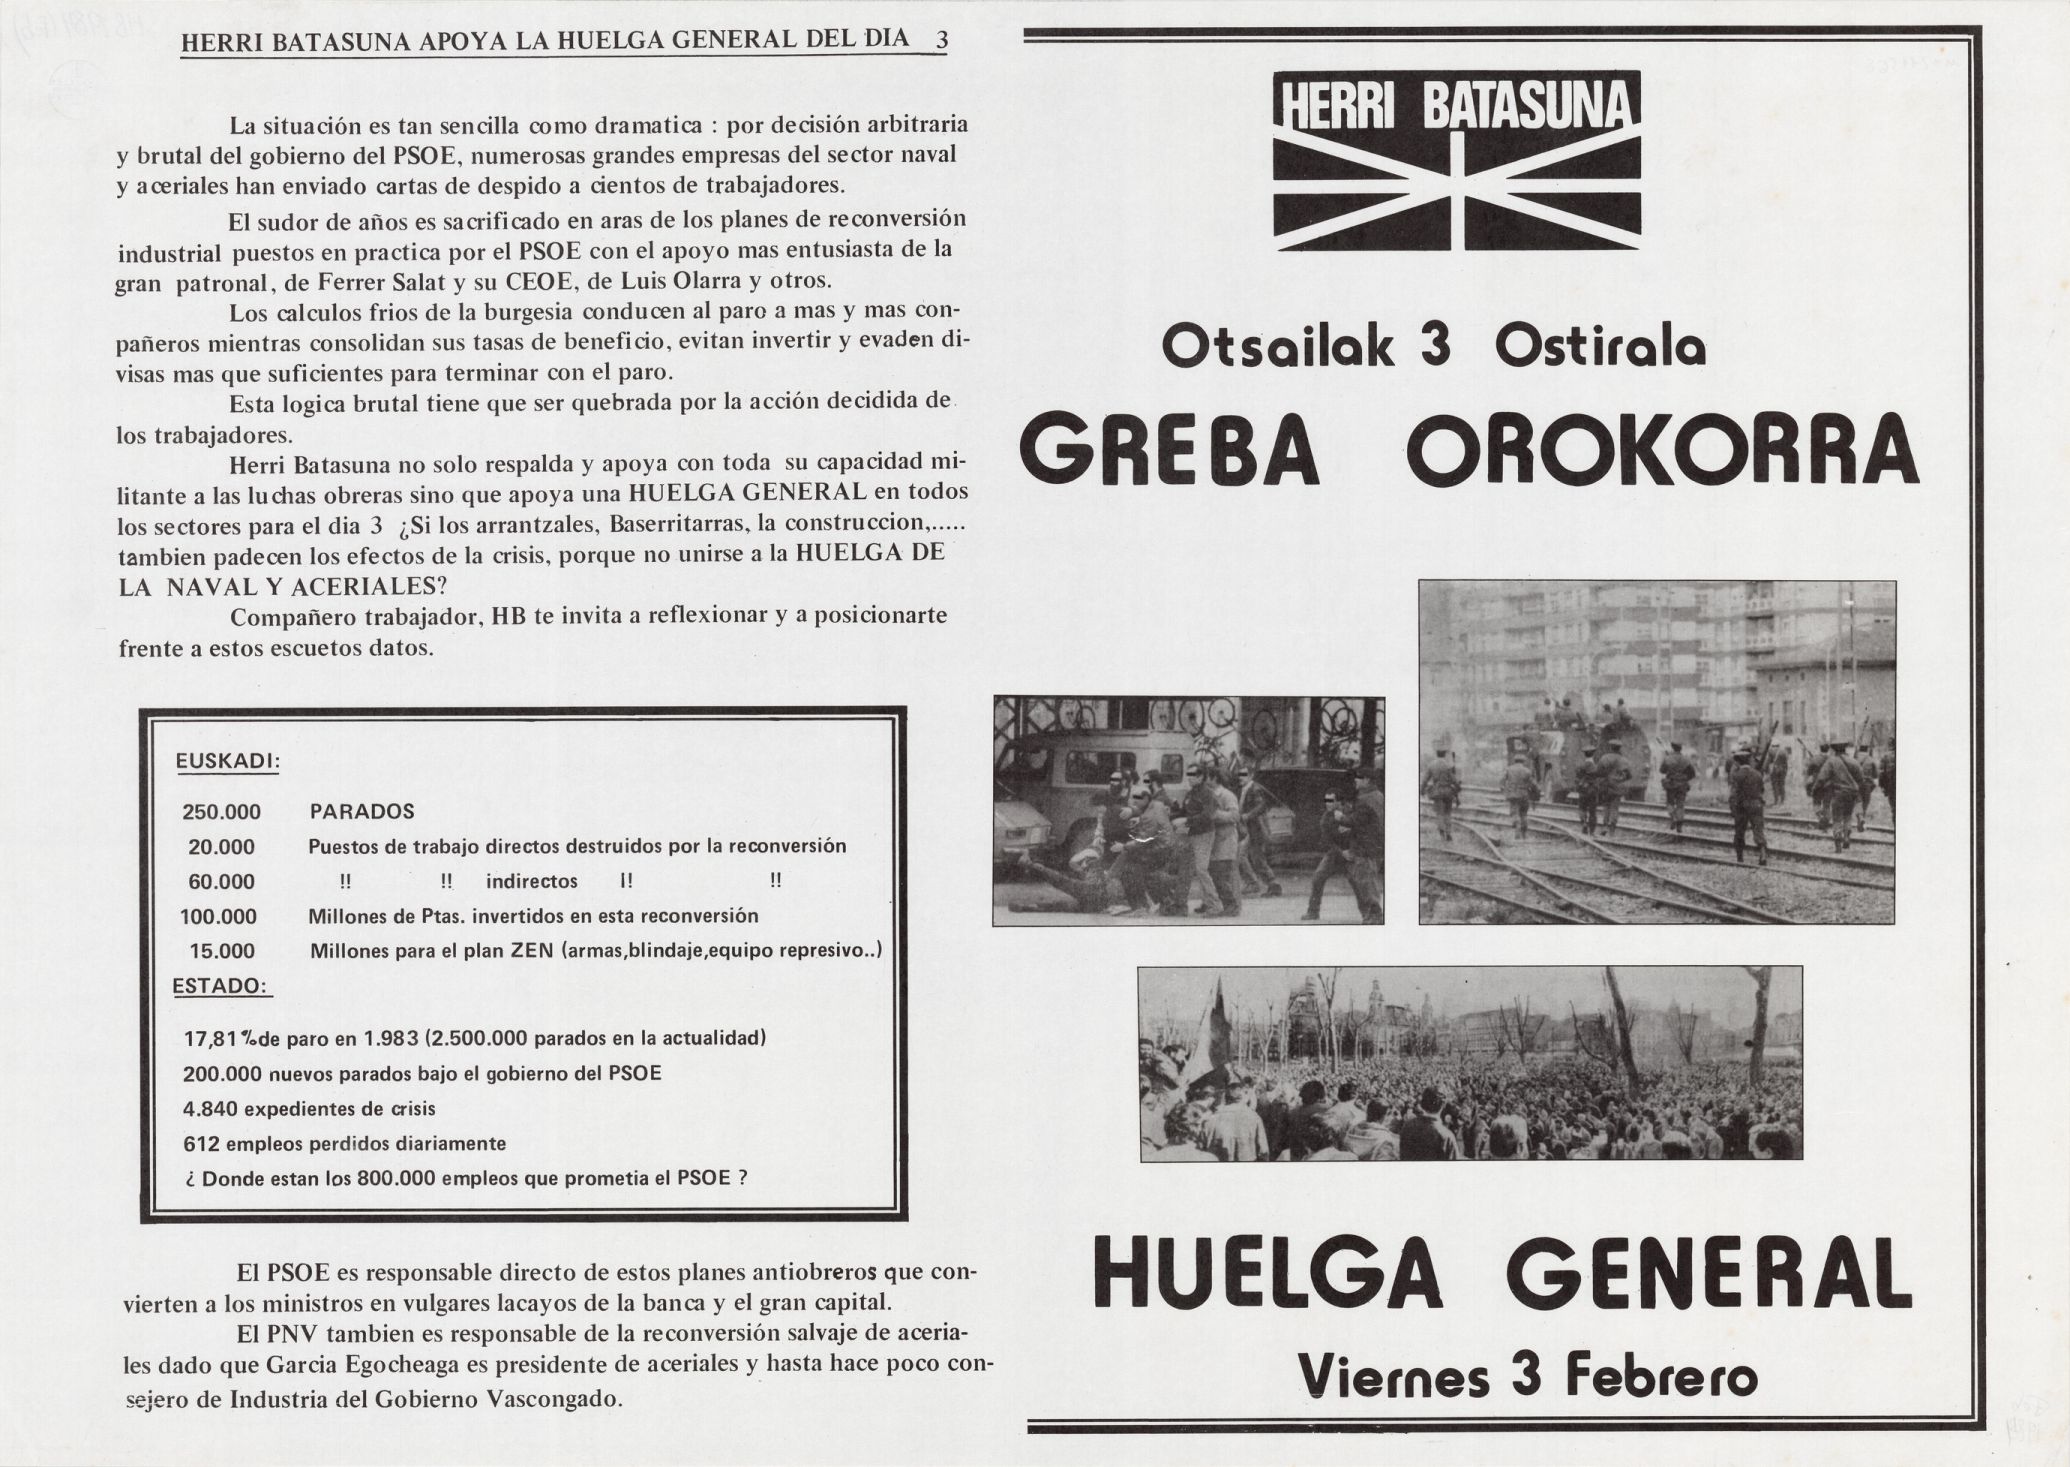 HERRI BATASUNA APOYA LA HUELGA GENERAL DEL DIA 3
La situación es tan sencilla como dramatica : por decisión arbitraria
y brutal del gobierno del PSOE, numerosas grandes empresas del sector naval
y aceriales han enviado cartas de despido a cientos de trabajadores.
El sudor de años es sacrificado en aras de los planes de reconversión
industrial puestos en practica por el PSOE con el apoyo mas entusiasta de la
gran patronal, de Ferrer Salat y su CEOE, de Luis Olarra y otros.
Los calculos frios de la burgesia conducen al paro a mas y mas con-
pañeros mientras consolidan sus tasas de beneficio, evitan invertir y evaden di-
visas mas que suficientes para terminar con el paro.
Esta logica brutal tiene que ser quebrada por la acción decidida de
los trabajadores.
Herri Batasuna no solo respalda y apoya con toda su capacidad mi-
litante a las luchas obreras sino que apoya una HUELGA GENERAL en todos
los sectores para el dia 3 ¿Si los arrantzales, Baserritarras, la construccion,.....
tambien padecen los efectos de la crisis, porque no unirse a la HUELGA DE
LA NAVAL Y ACERIALES?
Compañero trabajador, HB te invita a reflexionar y a posicionarte
frente a estos escuetos datos.
EUSKADI:
250.000 PARADOS
20.000 Puestos de trabajo directos destruidos por la reconversión
60.000 !! !! indirectos !! !!
100.000 Millones de Ptas. invertidos en esta reconversión
15.000 Millones para el plan ZEN (armas,blindaje,equipo represivo..)
ESTADO:
17,81%de paro en 1.983 (2.500.000 parados en la actualidad)
200.000 nuevos parados bajo el gobierno del PSOE
4.840 expedientes de crisis
612 empleos perdidos diariamente
¿ Donde estan los 800.000 empleos que prometia el PSOE ?
El PSOE es responsable directo de estos planes antiobreros que con-
vierten a los ministros en vulgares lacayos de la banca y el gran capital.
El PNV tambien es responsable de la reconversión salvaje de aceria-
les dado que Garcia Egocheaga es presidente de aceriales y hasta hace poco con-
sejero de Industria del Gobierno Vascongado.
HERRI BATASUNA
Otsailak 3 Ostirala
GREBA OROKORRA
HUELGA GENERAL
Viernes 3 Febrero